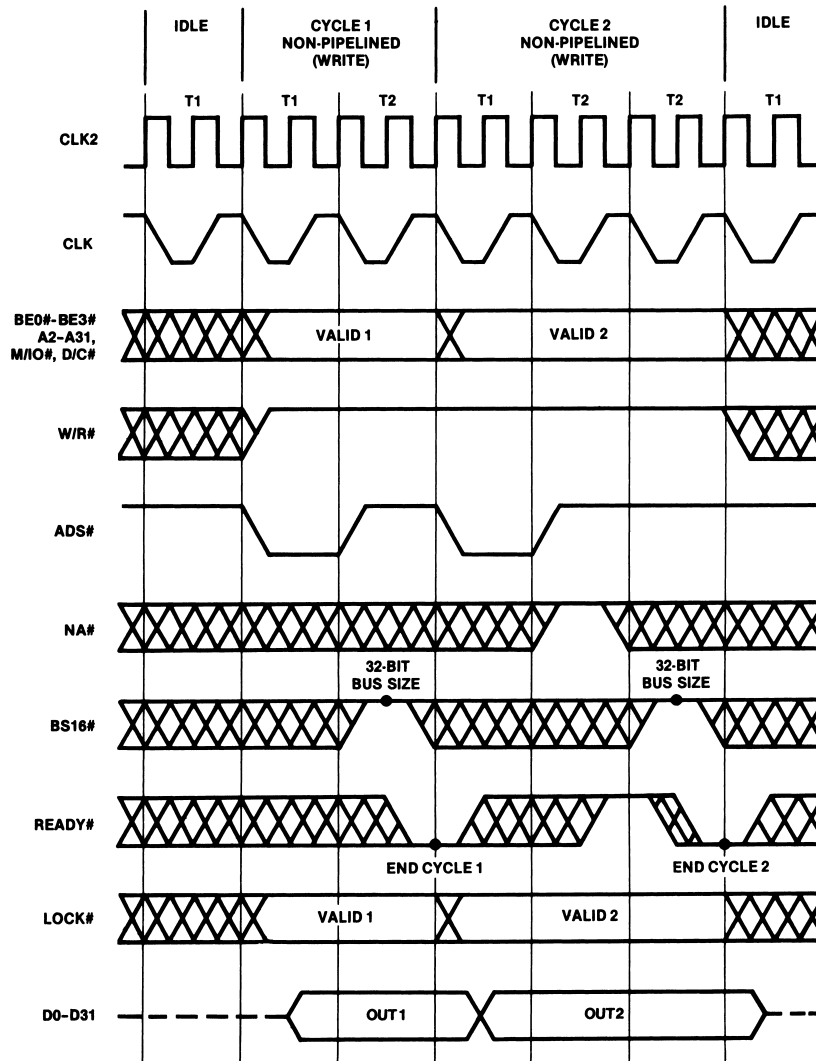 IDLE
CYCLE 1
NON-PIPELINED
(WRITE)
CYCLE 2
NON-PIPELINED
(WRITE)
IDLE
T1
T1
T2
T1
T2
T2
T1
CLK2
CLK
BE0#-BE3#
A2-A31,
M/IO#, D/C#
VALID 1
VALID 2
W/R#
ADS#
NA#
32-BIT
BUS SIZE
32-BIT
BUS SIZE
BS16#
READY#
END CYCLE 1
END CYCLE 2
LOCK#
VALID 1
VALID 2
D0-D31
OUT 1
OUT2